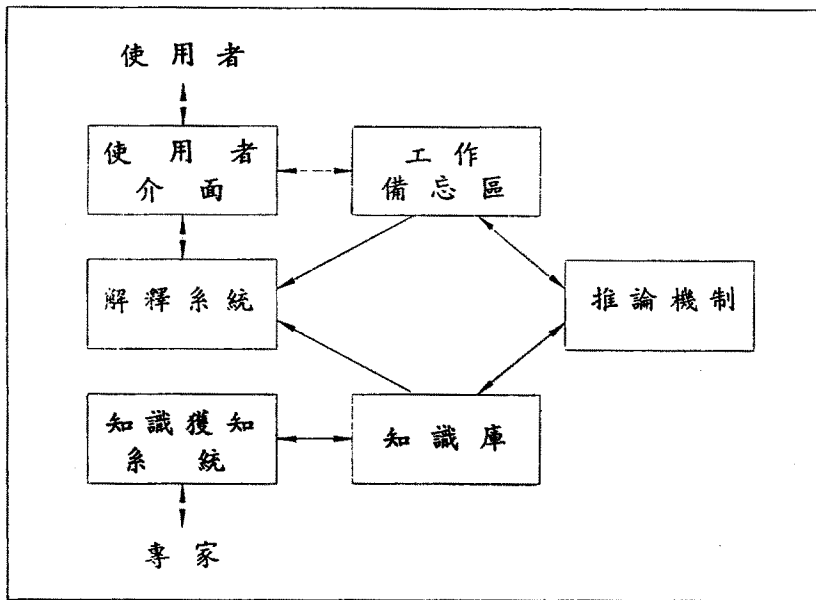 使用者
使用者
介面
工作
備忘區
解釋系統
推論機制
知識獲知
系統
知識庫
專家